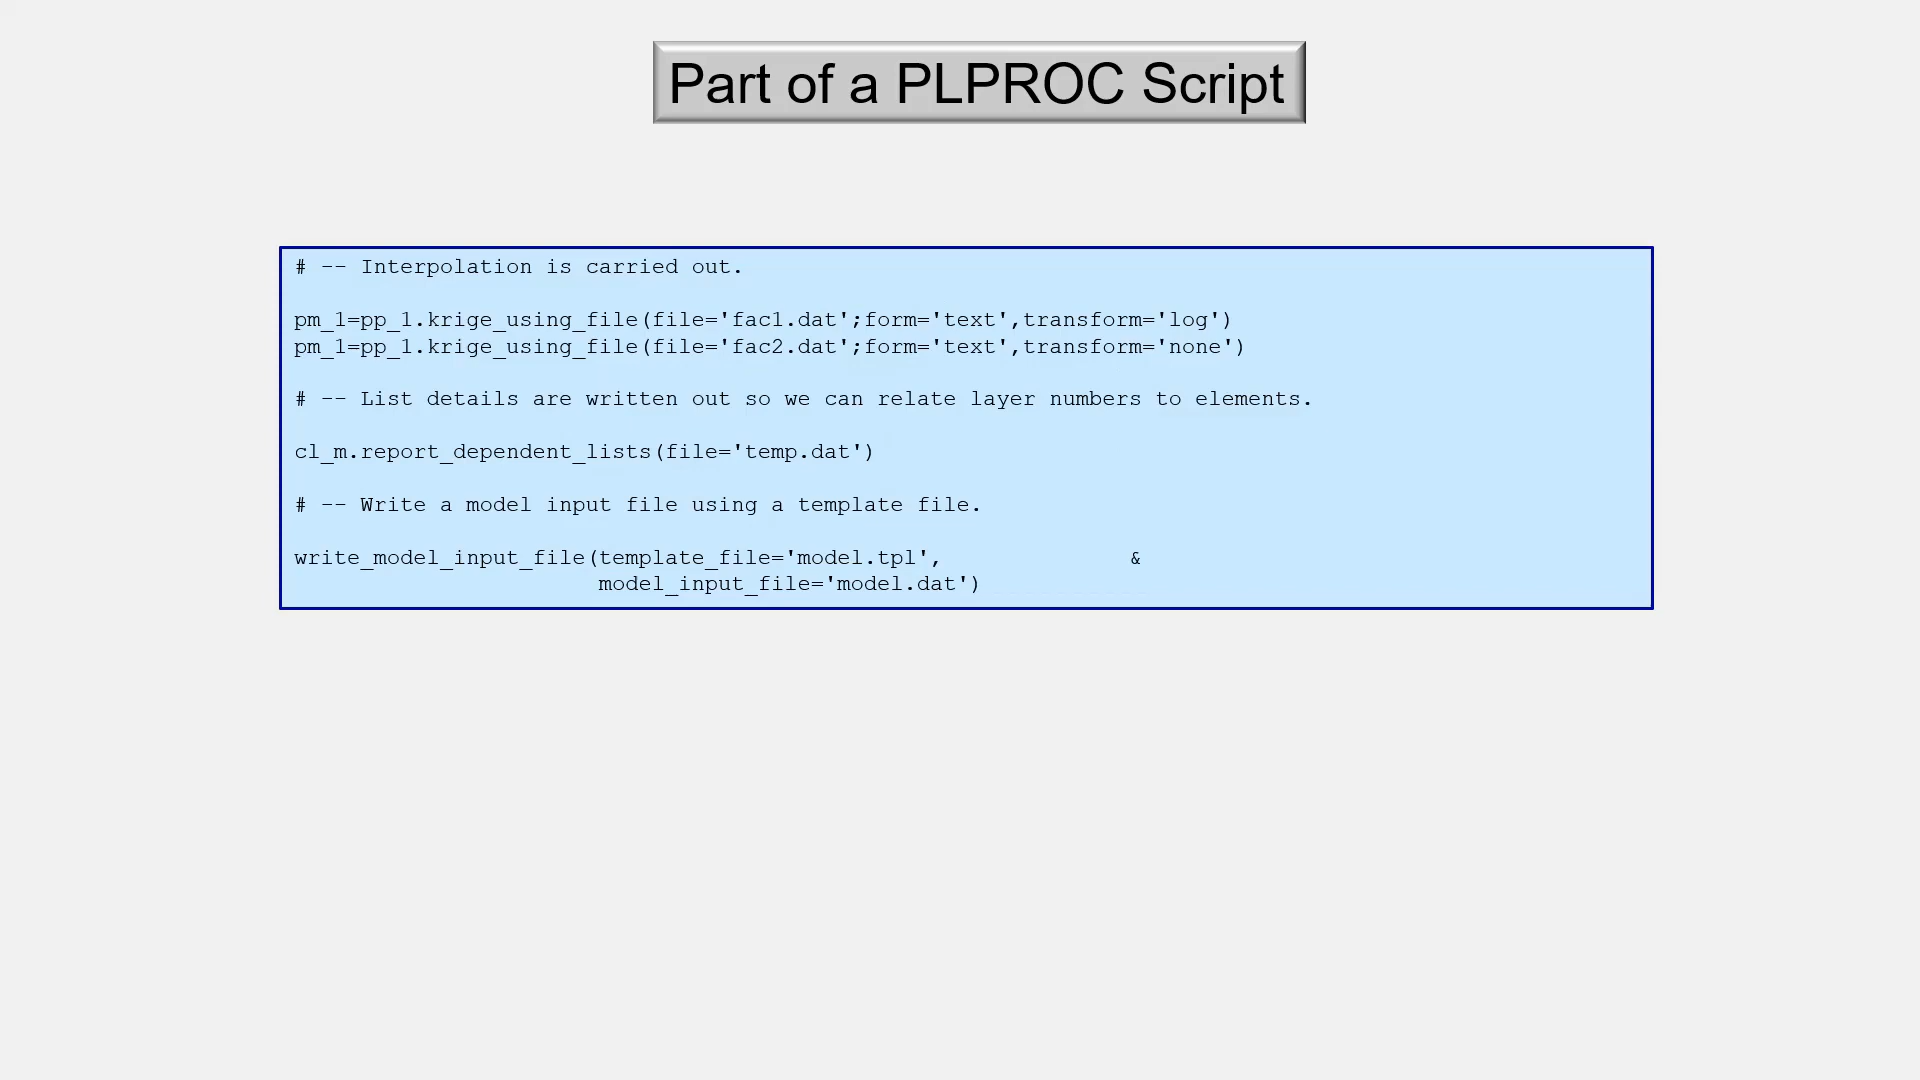 Part of a PLPROC Script
# -- Interpolation is carried out.
pm_1=pp_1.krige_using_file(file='fac1.dat';form='text',transform='log')
pm_1=pp_1.krige_using_file(file='fac2.dat';form='text',transform='none')
# -- List details are written out so we can relate layer numbers to elements.
cl_m.report_dependent_lists(file='temp.dat')
# -- Write a model input file using a template file.
write_model_input_file(template_file='model.tpl', &
model_input_file='model.dat')